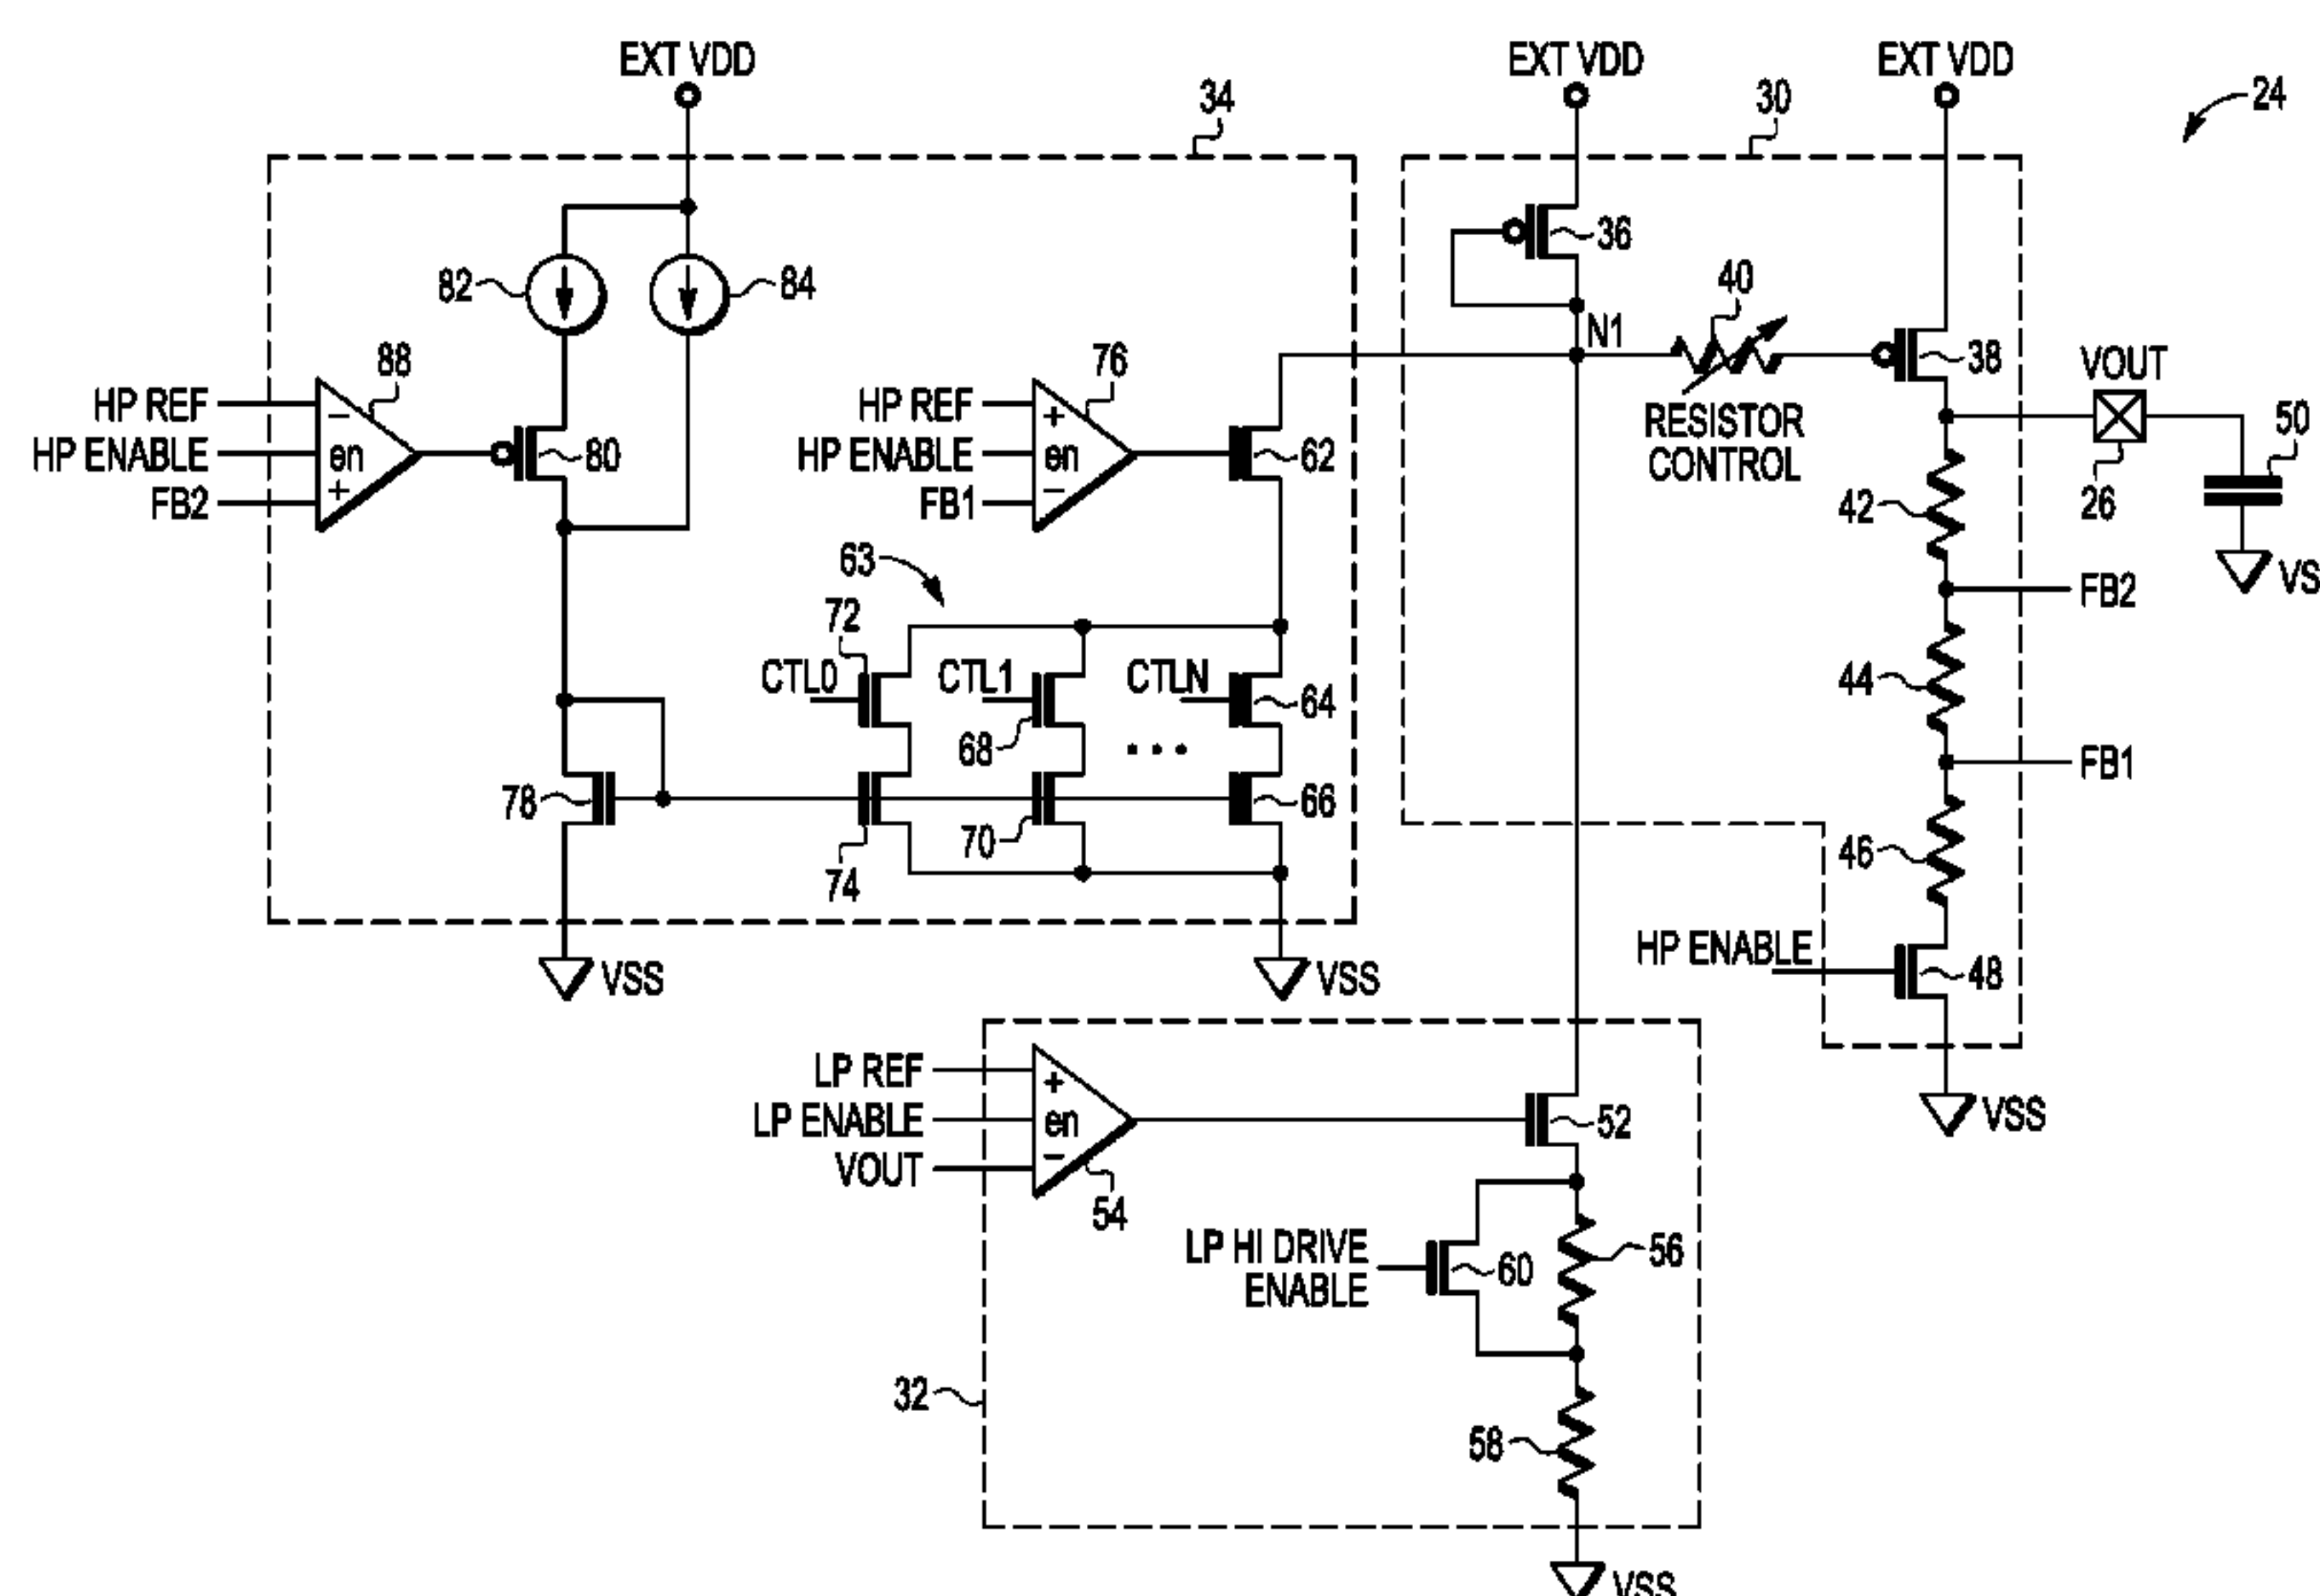 EXT VDD
EXT VDD
EXT VDD
34
30
24
36
82
84
40
N1
88
76
38
VOUT
HP REF
HP ENABLE
FB2
−
en
+
80
HP REF
HP ENABLE
FB1
+
en
−
62
RESISTOR
CONTROL
50
26
42
VS
63
FB2
72
CTL0
CTL1
CTLN
64
44
68
...
FB1
78
66
70
74
46
HP ENABLE
48
VSS
VSS
VSS
LP REF
LP ENABLE
VOUT
+
en
−
54
52
LP HI DRIVE
ENABLE
60
56
32
58
VSS